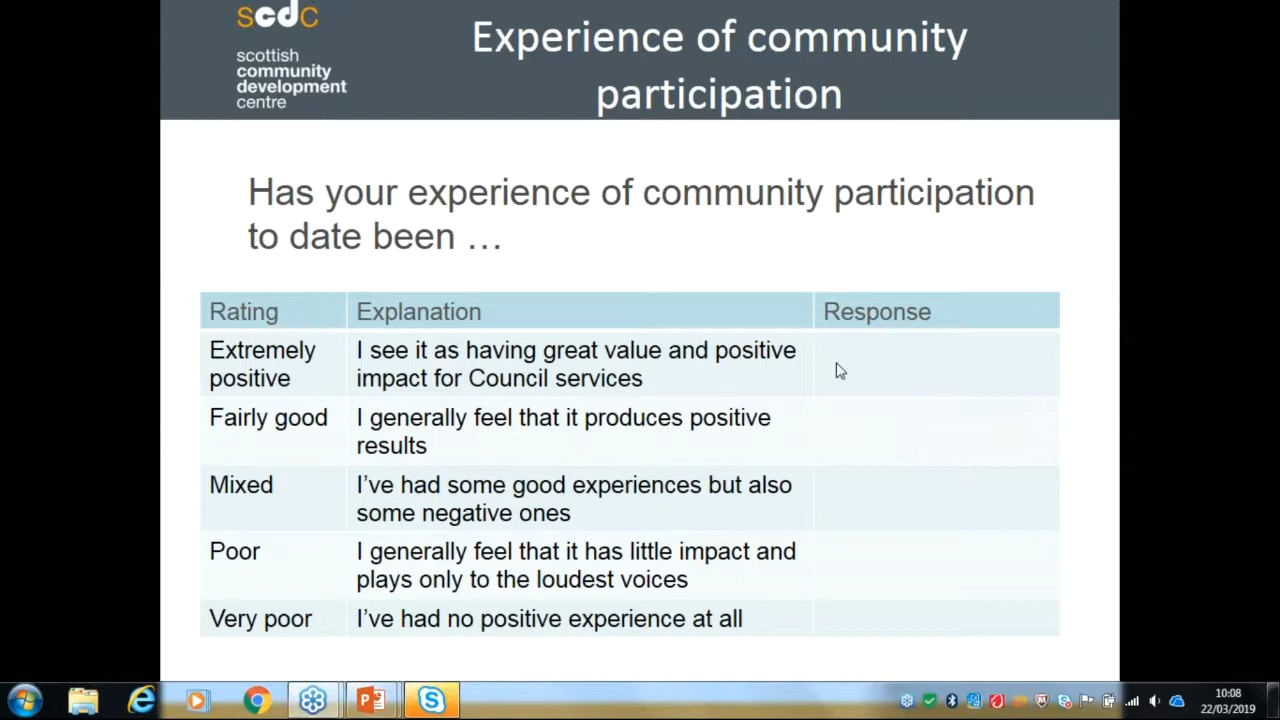 scdc
scottish
community
development
centre
Experience of community
participation
Has your experience of community participation
to date been …
Rating Explanation Response
Extremely
positive
I see it as having great value and positive
impact for Council services
Fairly good
I generally feel that it produces positive
results
Mixed
I’ve had some good experiences but also
some negative ones
Poor
I generally feel that it has little impact and
plays only to the loudest voices
Very poor
I’ve had no positive experience at all
10:08
22/03/2019